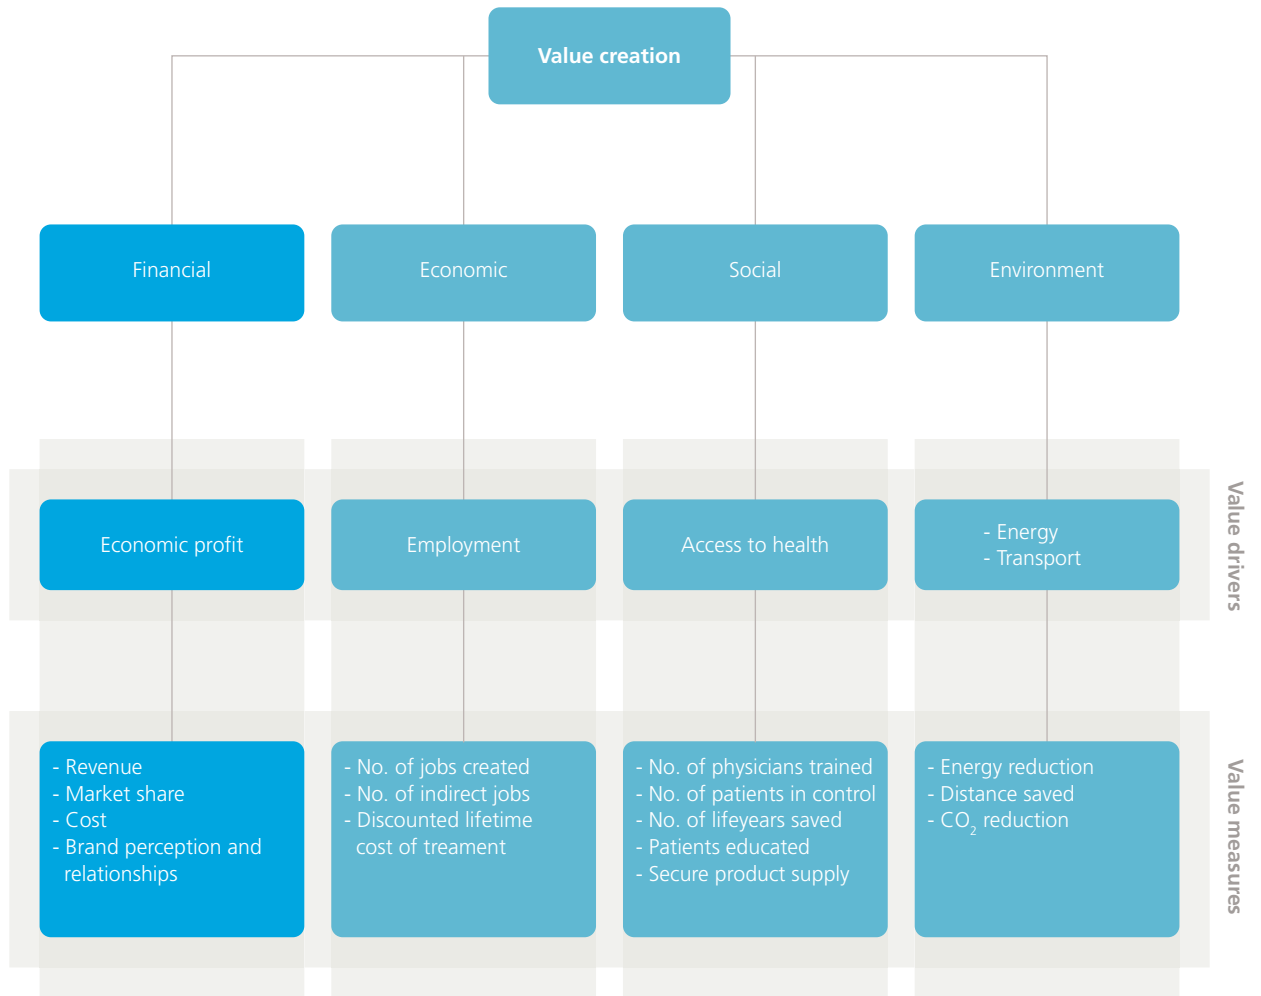 Value creation
Financial
Economic
Social
Environment
Value drivers
Economic profit
Employment
Access to health
- Energy
- Transport
Value measures
- Revenue
- Market share
- Cost
- Brand perception and
relationships
- No. of jobs created
- No. of indirect jobs
- Discounted lifetime
cost of treament
- No. of physicians trained
- No. of patients in control
- No. of lifeyears saved
- Patients educated
- Secure product supply
- Energy reduction
- Distance saved
- CO₂ reduction